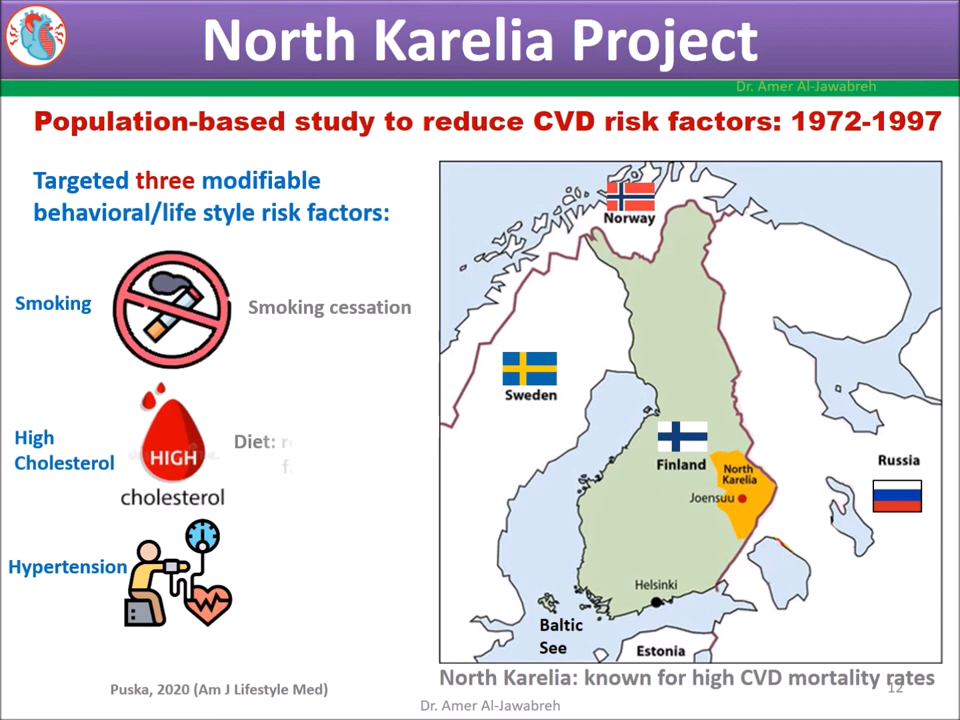 North Karelia Project
Dr. Amer Al-Jawabreh
Population-based study to reduce CVD risk factors: 1972-1997
Targeted three modifiable
behavioral/life style risk factors:
Smoking
Smoking cessation
High
Cholesterol
HIGH
cholesterol
Diet:
Hypertension
Norway
Sweden
Finland
North
Karelia
Joensuu
Russia
Helsinki
Baltic
See
Estonia
North Karelia: known for high CVD mortality rates
12
Puska, 2020 (Am J Lifestyle Med)
Dr. Amer Al-Jawabreh